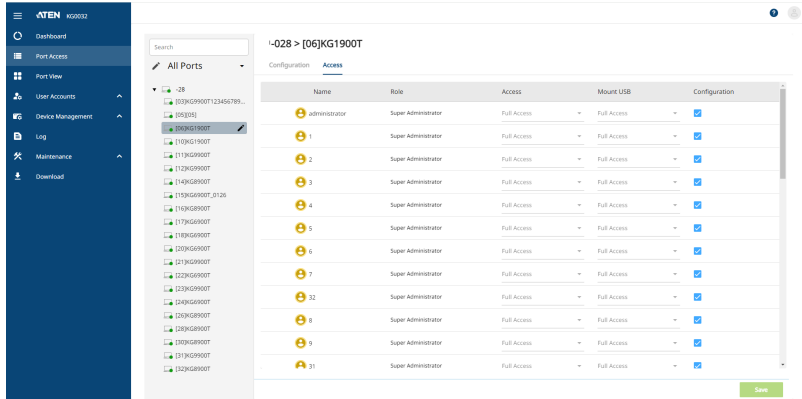 ATEN KG0032
Dashboard
Port Access
Port View
User Accounts
Device Management
Log
Maintenance
Download
Search
All Ports
-28
[03]KG9900T123456789...
[05][05]
[06]KG1900T
[10]KG1900T
[11]KG9900T
[12]KG9900T
[14]KG8900T
[15]KG6900T_0126
[16]KG8900T
[17]KG6900T
[18]KG6900T
[20]KG6900T
[21]KG9900T
[22]KG6900T
[23]KG9900T
[24]KG6900T
[26]KG8900T
[28]KG8900T
[30]KG8900T
[31]KG9900T
[32]KG8900T
-028 > [06]KG1900T
Configuration Access
Name Role Access Mount USB Configuration
administrator Super Administrator Full Access Full Access
1 Super Administrator Full Access Full Access
2 Super Administrator Full Access Full Access
3 Super Administrator Full Access Full Access
4 Super Administrator Full Access Full Access
5 Super Administrator Full Access Full Access
6 Super Administrator Full Access Full Access
7 Super Administrator Full Access Full Access
32 Super Administrator Full Access Full Access
8 Super Administrator Full Access Full Access
9 Super Administrator Full Access Full Access
31 Super Administrator Full Access Full Access
Save